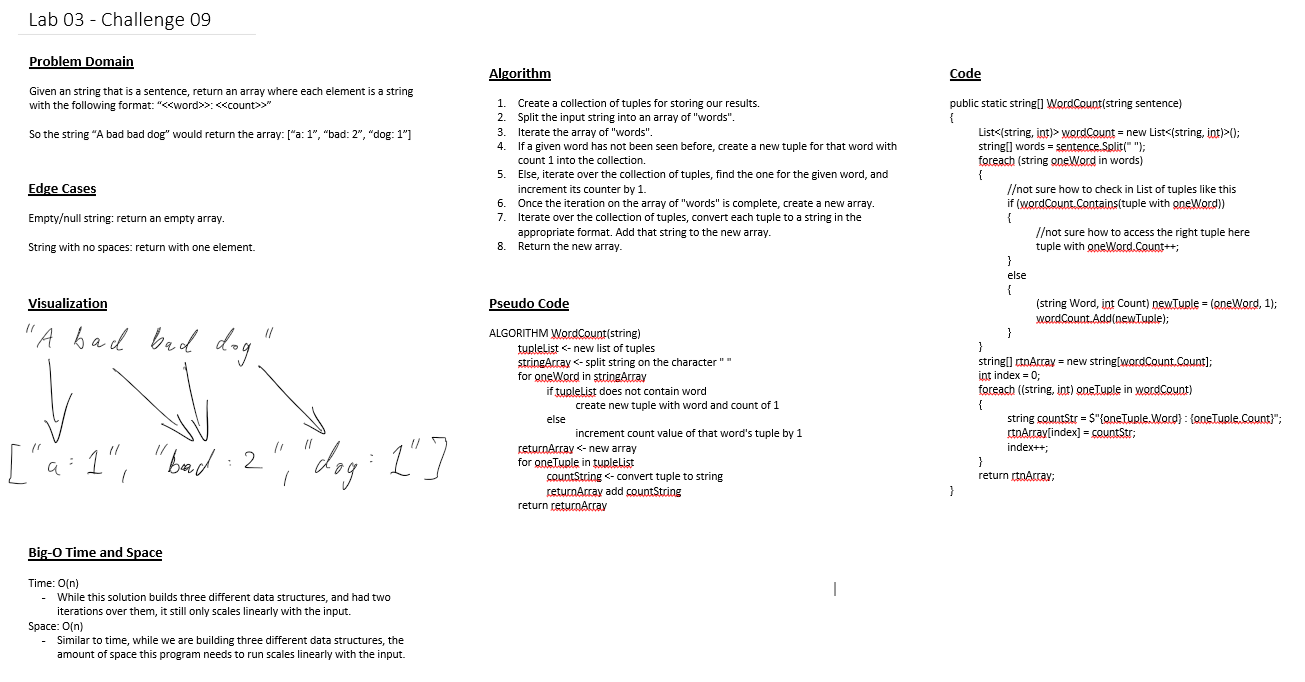 Lab 03 - Challenge 09
Problem Domain
Given an string that is a sentence, return an array where each element is a string
with the following format: “<<word>>: <<count>>”
So the string “A bad bad dog” would return the array: [“a: 1”, “bad: 2”, “dog: 1”]
Edge Cases
Empty/null string: return an empty array.
String with no spaces: return with one element.
Visualization
"A bad bad dog"
["a: 1", "bad: 2", "dog: 1"]
Big-O Time and Space
Time: O(n)
- While this solution builds three different data structures, and had two
iterations over them, it still only scales linearly with the input.
Space: O(n)
- Similar to time, while we are building three different data structures, the
amount of space this program needs to run scales linearly with the input.
Algorithm
1. Create a collection of tuples for storing our results.
2. Split the input string into an array of "words".
3. Iterate the array of "words".
4. If a given word has not been seen before, create a new tuple for that word with
count 1 into the collection.
5. Else, iterate over the collection of tuples, find the one for the given word, and
increment its counter by 1.
6. Once the iteration on the array of "words" is complete, create a new array.
7. Iterate over the collection of tuples, convert each tuple to a string in the
appropriate format. Add that string to the new array.
8. Return the new array.
Pseudo Code
ALGORITHM WordCount(string)
tupleList <- new list of tuples
stringArray <- split string on the character " "
for oneWord in stringArray
if tupleList does not contain word
create new tuple with word and count of 1
else
increment count value of that word's tuple by 1
returnArray <- new array
for oneTuple in tupleList
countString <- convert tuple to string
returnArray add countString
return returnArray
Code
public static string[] WordCount(string sentence)
{
List<(string, int)> wordCount = new List<(string, int)>();
string[] words = sentence.Split(" ");
foreach (string oneWord in words)
{
//not sure how to check in List of tuples like this
if (wordCount.Contains(tuple with oneWord))
{
//not sure how to access the right tuple here
tuple with oneWord.Count++;
}
else
{
(string Word, int Count) newTuple = (oneWord, 1);
wordCount.Add(newTuple);
}
}
string[] rtnArray = new string[wordCount.Count];
int index = 0;
foreach ((string, int) oneTuple in wordCount)
{
string countStr = $"{oneTuple.Word} : {oneTuple.Count}";
rtnArray[index] = countStr;
index++;
}
return rtnArray;
}